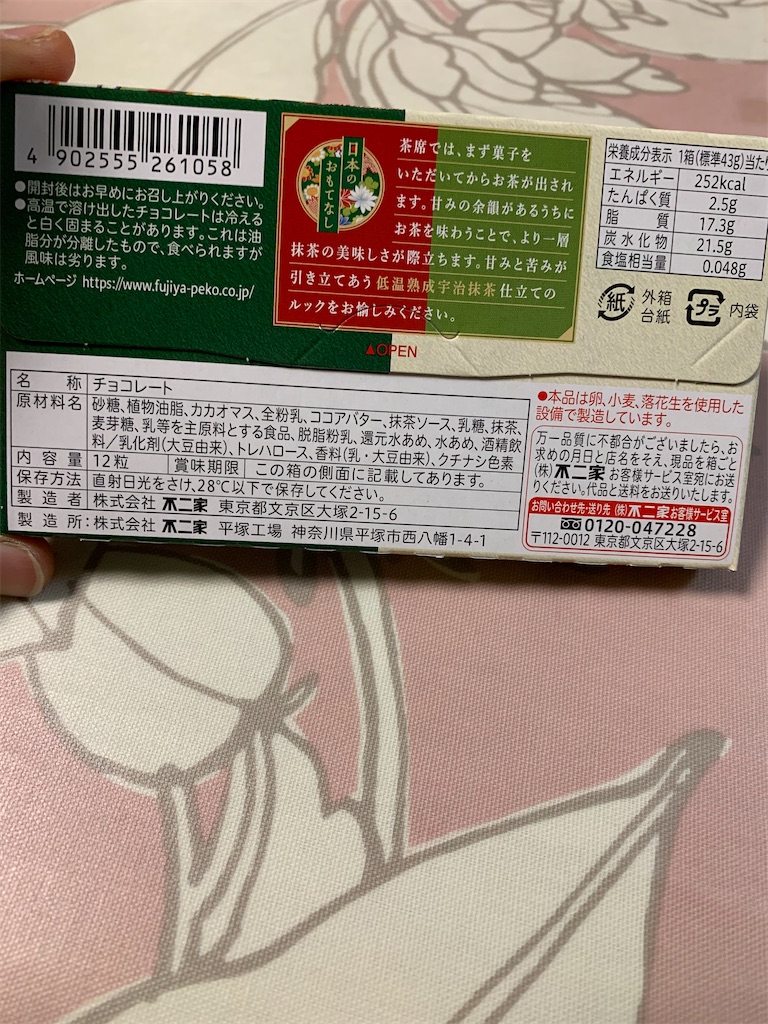 4 902555 261058
●開封後はお早めにお召し上がりください。
●高温で溶け出したチョコレートは冷える
と白く固まることがあります。これは油
脂分が分離したもので、食べられますが
風味は劣ります。
ホームページ https://www.fujiya-peko.co.jp/
日本の
おもてなし
茶席では、まず菓子を
いただいてからお茶が出され
ます。甘みの余韻があるうちに
お茶を味わうことで、より一層
抹茶の美味しさが際立ちます。甘みと苦みが
引き立てあう低温熟成宇治抹茶仕立ての
ルックをお愉しみください。
栄養成分表示 1箱(標準43g)当たり
エネルギー 252kcal
たんぱく質 2.5g
脂質 17.3g
炭水化物 21.5g
食塩相当量 0.048g
紙 外箱
台紙
プラ 内袋
▲OPEN
名称 チョコレート
原材料名 砂糖、植物油脂、カカオマス、全粉乳、ココアバター、抹茶ソース、乳糖、抹茶、
麦芽糖、乳等を主原料とする食品、脱脂粉乳、還元水あめ、水あめ、酒精飲
料／乳化剤(大豆由来)、トレハロース、香料(乳・大豆由来)、クチナシ色素
内容量 12粒 賞味期限 この箱の側面に記載してあります。
保存方法 直射日光をさけ、28℃以下で保存してください。
製造者 株式会社 不二家 東京都文京区大塚2-15-6
製造所：株式会社 不二家 平塚工場 神奈川県平塚市西八幡1-4-1
●本品は卵、小麦、落花生を使用した
設備で製造しています。
万一品質に不都合がございましたら、お
求めの月日と店名をそえ、現品を箱ごと
(株)不二家 お客様サービス室宛にお送
りください。代品と送料をお送りいたします。
お問い合わせ先・送り先 (株)不二家お客様サービス室
0120-047228
〒112-0012 東京都文京区大塚2-15-6